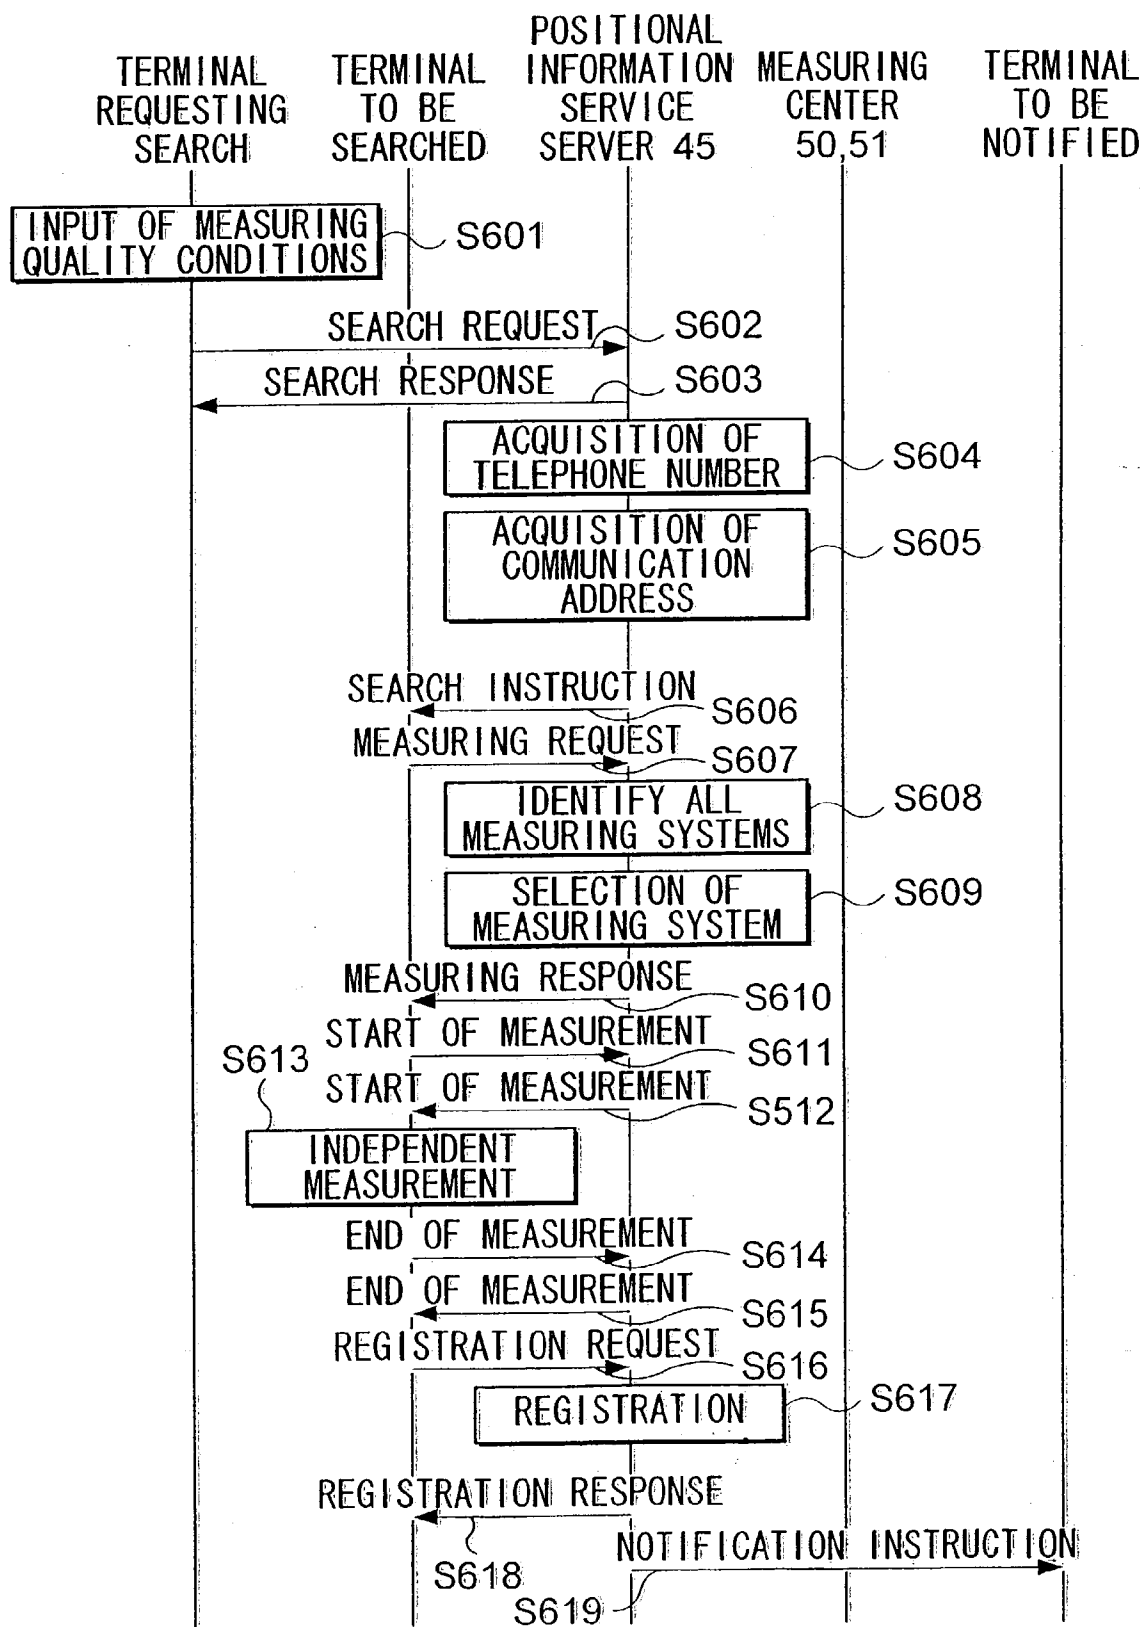 TERMINAL
REQUESTING
SEARCH
TERMINAL
TO BE
SEARCHED
POSITIONAL
INFORMATION
SERVICE
SERVER 45
MEASURING
CENTER
50,51
TERMINAL
TO BE
NOTIFIED
INPUT OF MEASURING
QUALITY CONDITIONS
S601
SEARCH REQUEST
S602
SEARCH RESPONSE
S603
ACQUISITION OF
TELEPHONE NUMBER
S604
ACQUISITION OF
COMMUNICATION
ADDRESS
S605
SEARCH INSTRUCTION
S606
MEASURING REQUEST
S607
IDENTIFY ALL
MEASURING SYSTEMS
S608
SELECTION OF
MEASURING SYSTEM
S609
MEASURING RESPONSE
S610
START OF MEASUREMENT
S611
START OF MEASUREMENT
S512
S613
INDEPENDENT
MEASUREMENT
END OF MEASUREMENT
S614
END OF MEASUREMENT
S615
REGISTRATION REQUEST
S616
REGISTRATION
S617
REGISTRATION RESPONSE
S618
NOTIFICATION INSTRUCTION
S619